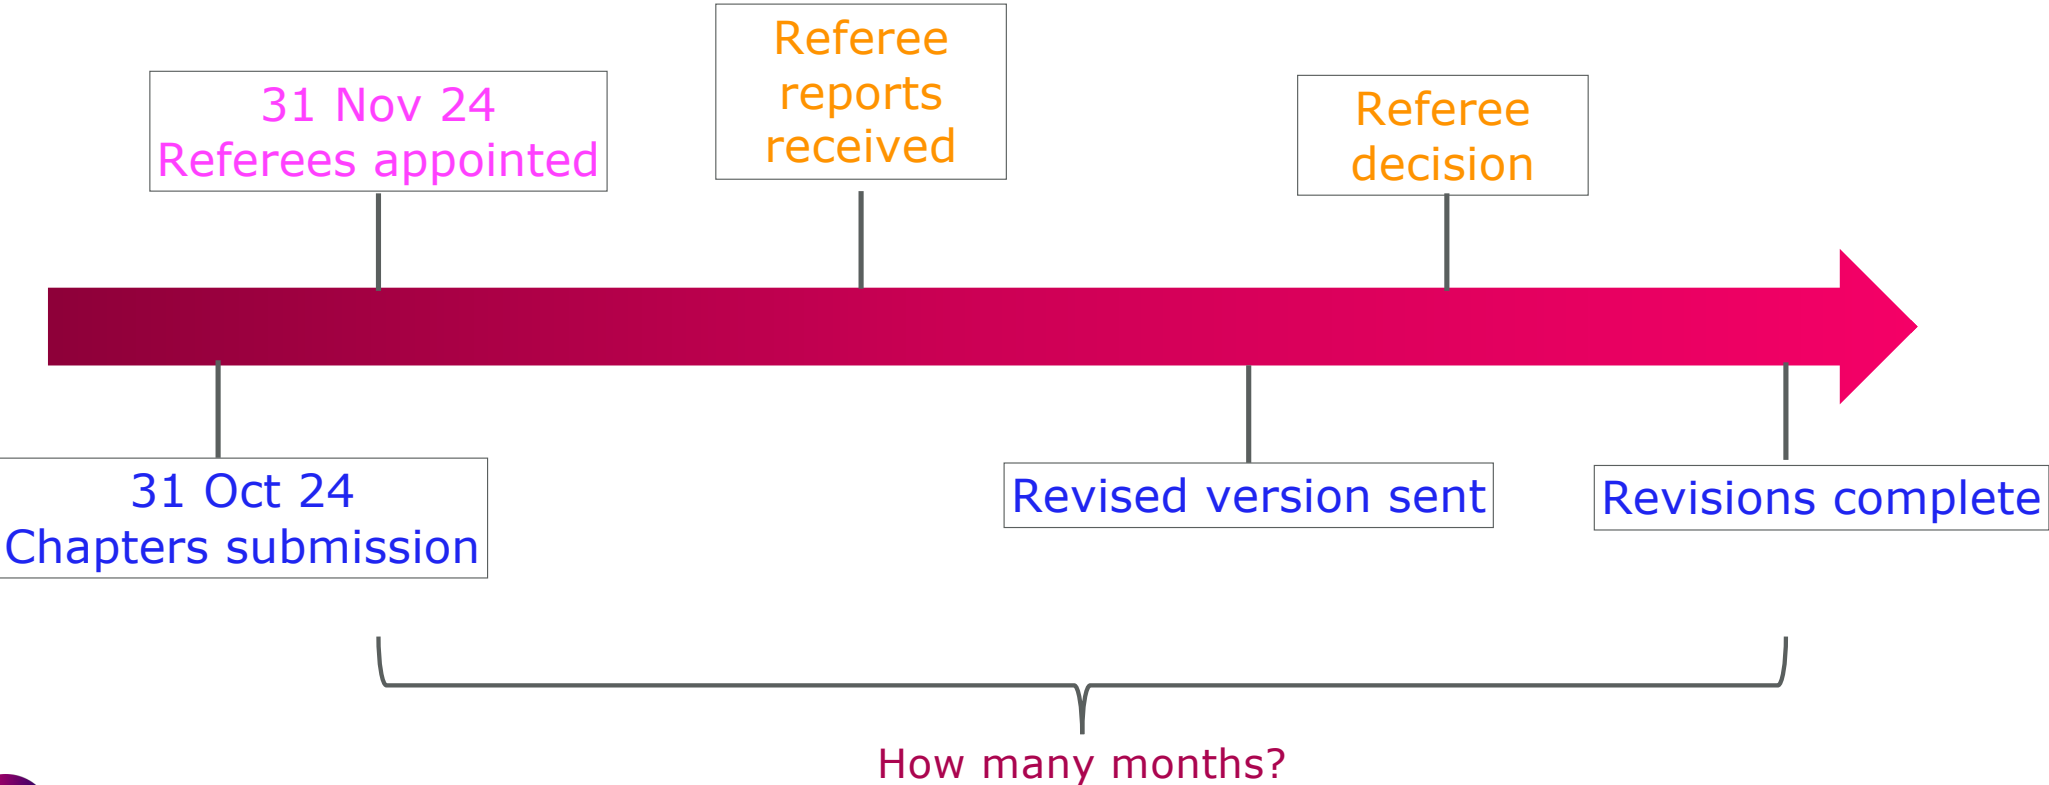 Referee
reports
received
31 Nov 24
Referees appointed
Referee
decision
31 Oct 24
Chapters submission
Revised version sent
Revisions complete
How many months?